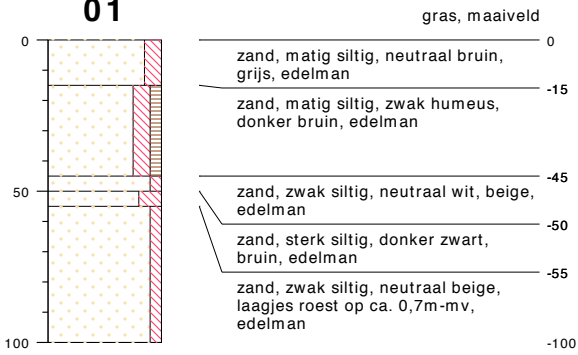 01
gras, maaiveld
0
0
zand, matig siltig, neutraal bruin,
grijs, edelman
-15
zand, matig siltig, zwak humeus,
donker bruin, edelman
-45
50
zand, zwak siltig, neutraal wit, beige,
edelman
-50
zand, sterk siltig, donker zwart,
bruin, edelman
-55
zand, zwak siltig, neutraal beige,
laagjes roest op ca. 0,7m-mv,
edelman
100
-100